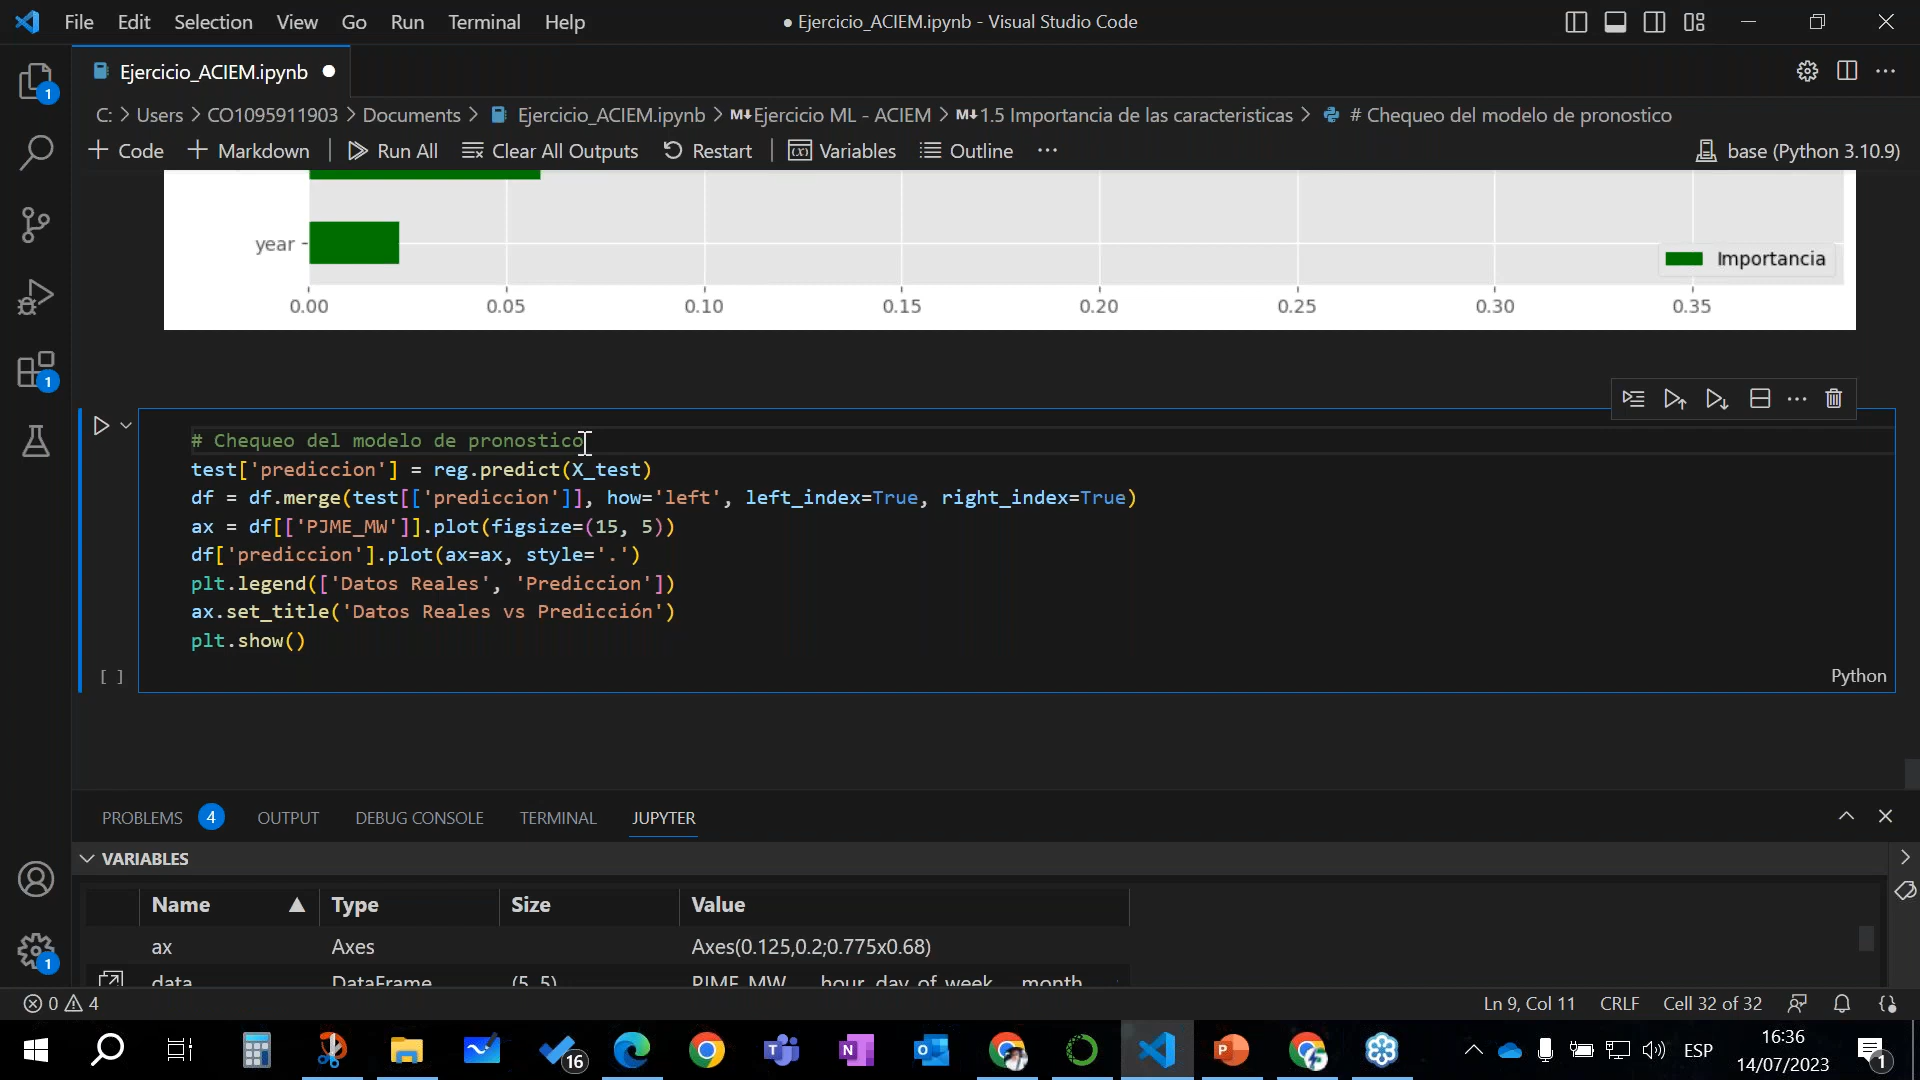 File Edit Selection View Go Run Terminal Help
● Ejercicio_ACIEM.ipynb - Visual Studio Code
Ejercicio_ACIEM.ipynb ●
C: > Users > CO1095911903 > Documents > Ejercicio_ACIEM.ipynb > M↓Ejercicio ML - ACIEM > M↓1.5 Importancia de las caracteristicas > # Chequeo del modelo de pronostico
+ Code + Markdown Run All Clear All Outputs Restart Variables Outline ··· base (Python 3.10.9)
year
Importancia
0.00 0.05 0.10 0.15 0.20 0.25 0.30 0.35
# Chequeo del modelo de pronostico
test['prediccion'] = reg.predict(X_test)
df = df.merge(test[['prediccion']], how='left', left_index=True, right_index=True)
ax = df[['PJME_MW']].plot(figsize=(15, 5))
df['prediccion'].plot(ax=ax, style='.')
plt.legend(['Datos Reales', 'Prediccion'])
ax.set_title('Datos Reales vs Predicción')
plt.show()
[ ]
Python
PROBLEMS 4 OUTPUT DEBUG CONSOLE TERMINAL JUPYTER
VARIABLES
Name Type Size Value
ax Axes Axes(0.125,0.2;0.775x0.68)
data DataFrame (5, 5) PJME_MW hour day_of_week month
0 4 Ln 9, Col 11 CRLF Cell 32 of 32
16 ESP 16:36
14/07/2023 1